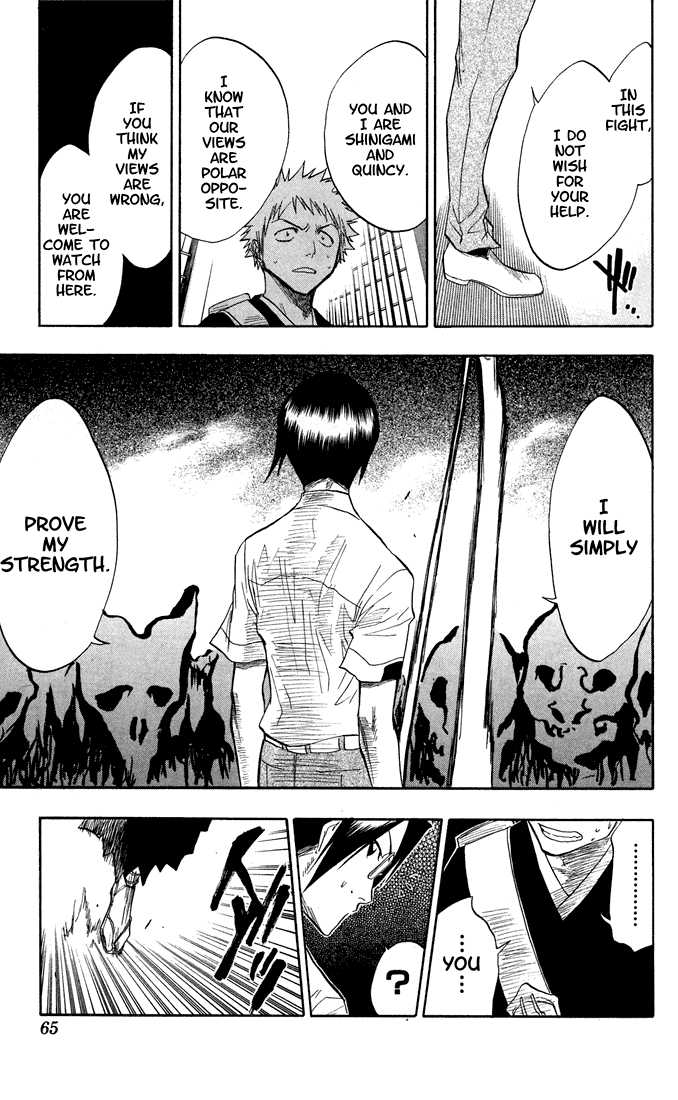 IN
THIS
FIGHT,
I DO
NOT
WISH
FOR
YOUR
HELP.
YOU AND
I ARE
SHINIGAMI
AND
QUINCY.
I
KNOW
THAT
OUR
VIEWS
ARE
POLAR
OPPO-
SITE.
IF
YOU
THINK
MY
VIEWS
ARE
WRONG,
YOU
ARE
WEL-
COME TO
WATCH
FROM
HERE.
I
WILL
SIMPLY
PROVE
MY
STRENGTH.
.........
...
YOU
...
?
65